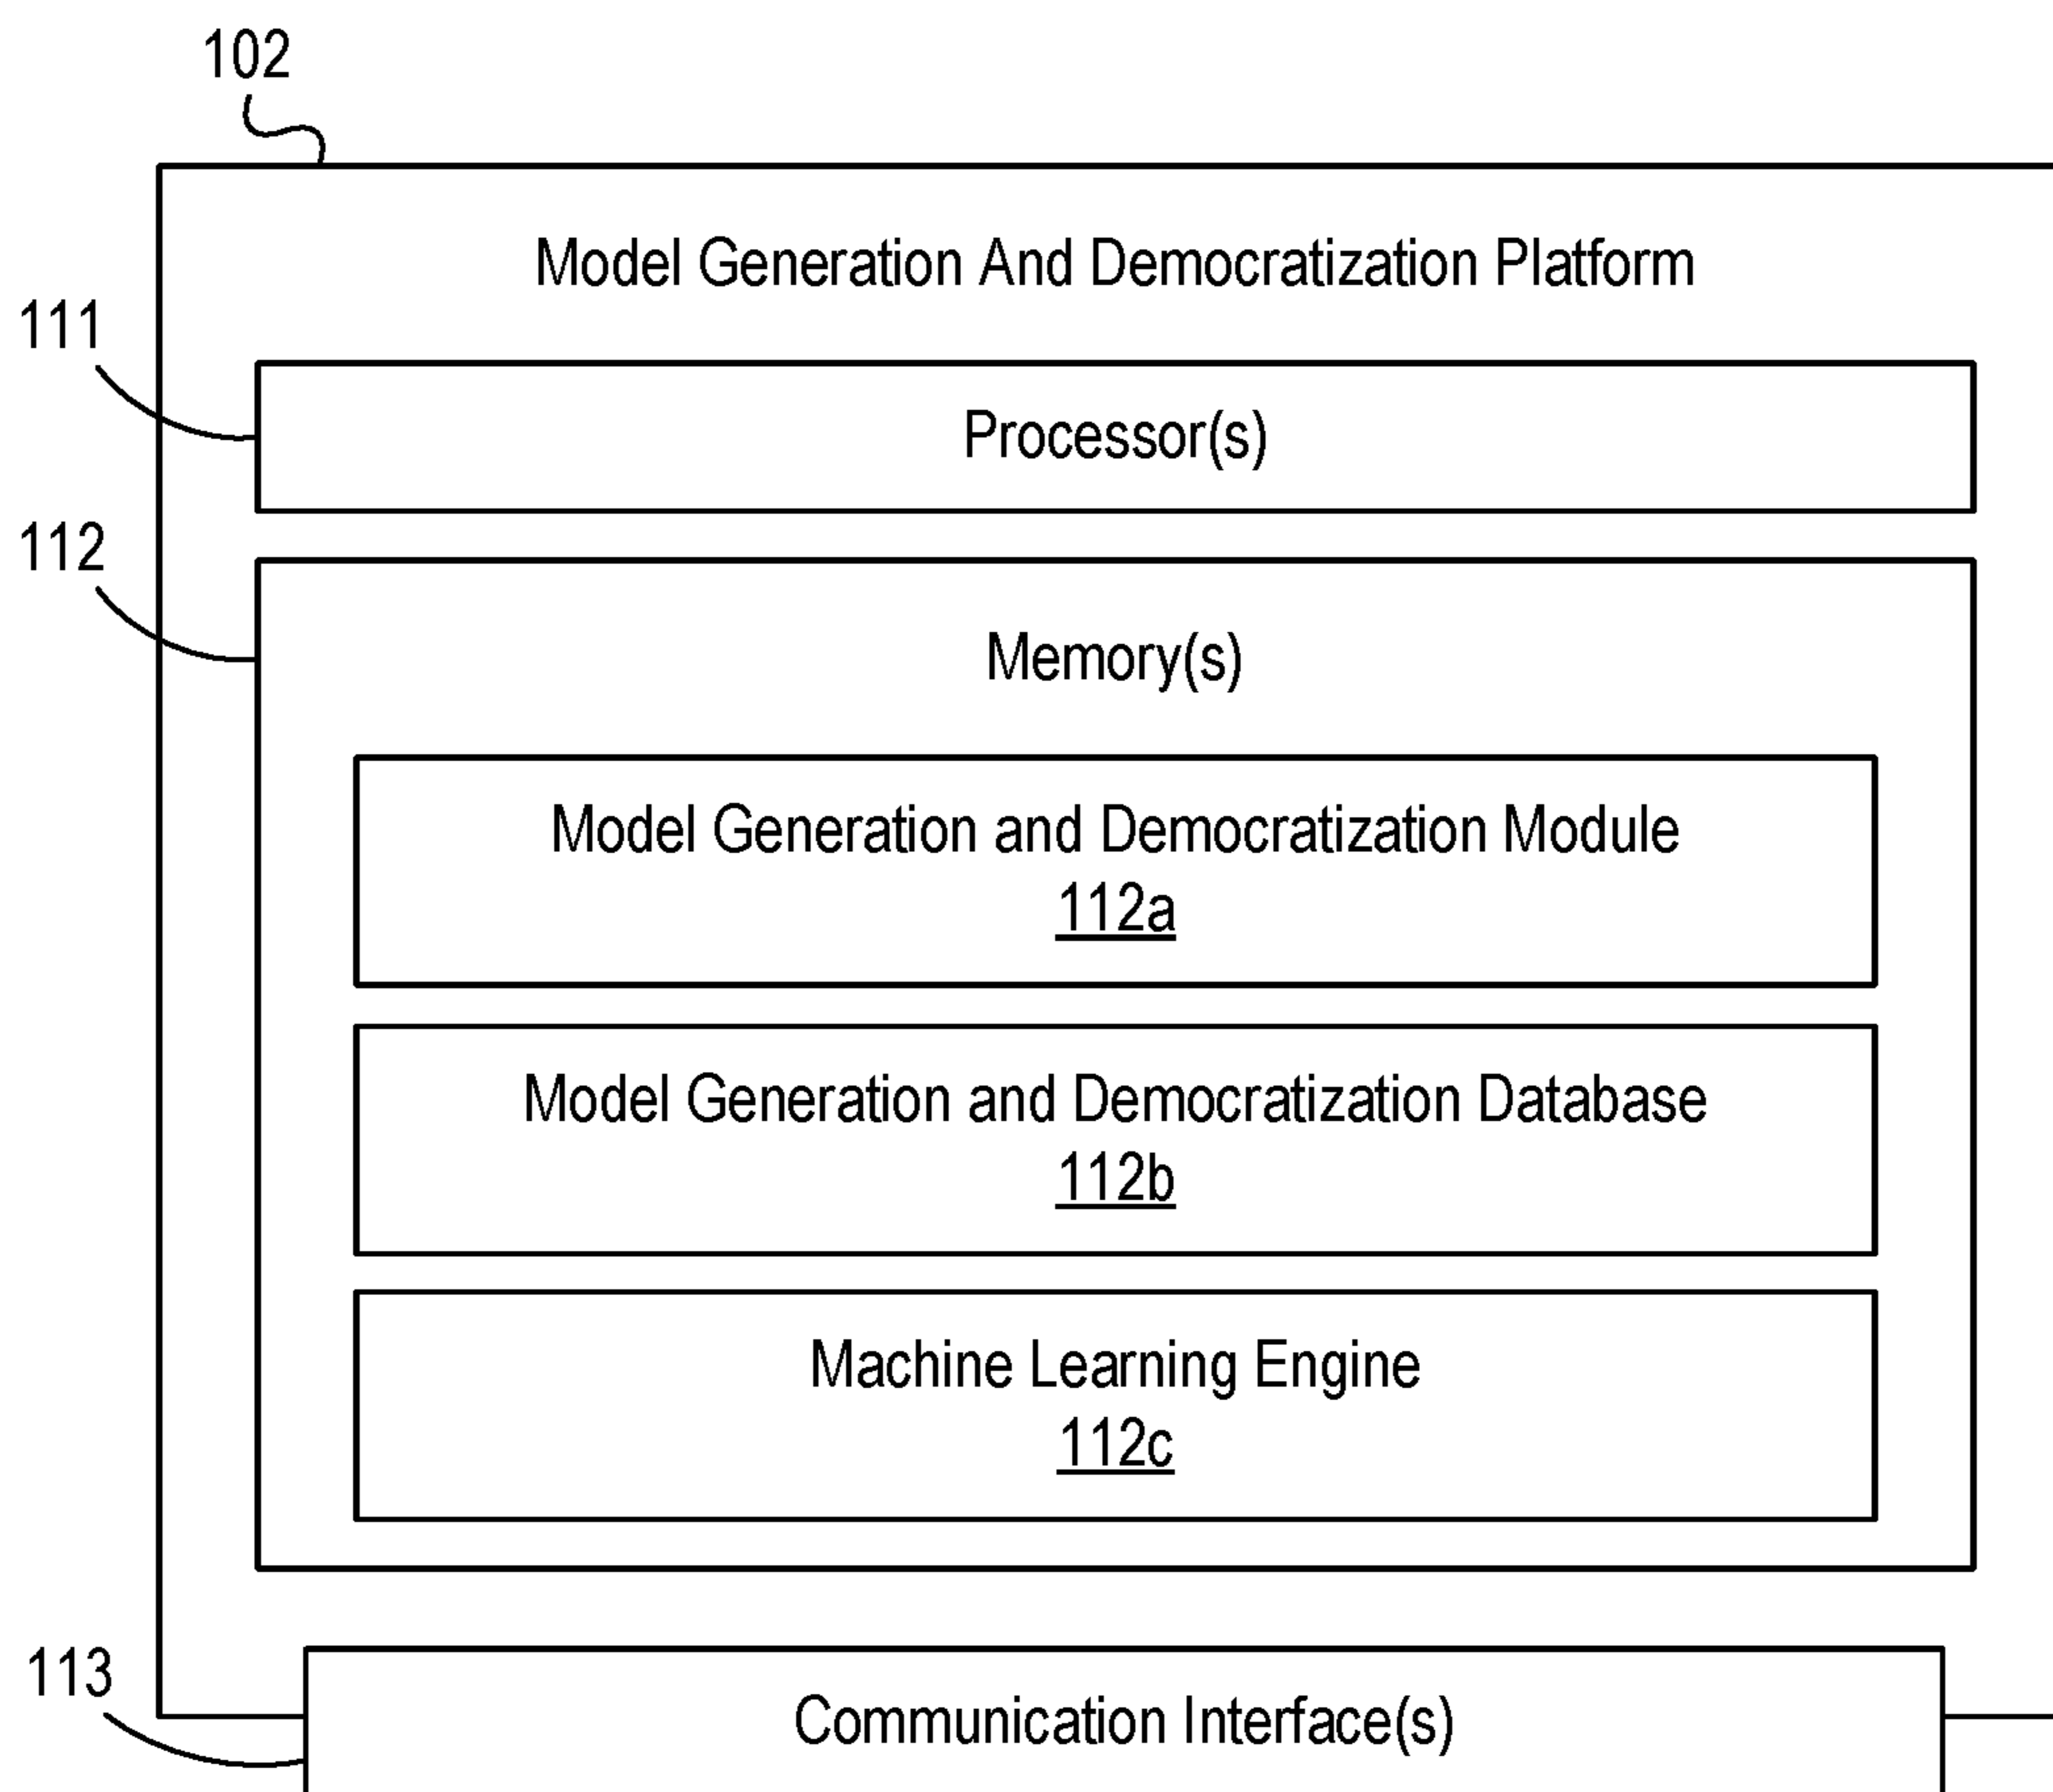 102
Model Generation And Democratization Platform
111
Processor(s)
112
Memory(s)
Model Generation and Democratization Module
112a
Model Generation and Democratization Database
112b
Machine Learning Engine
112c
113
Communication Interface(s)